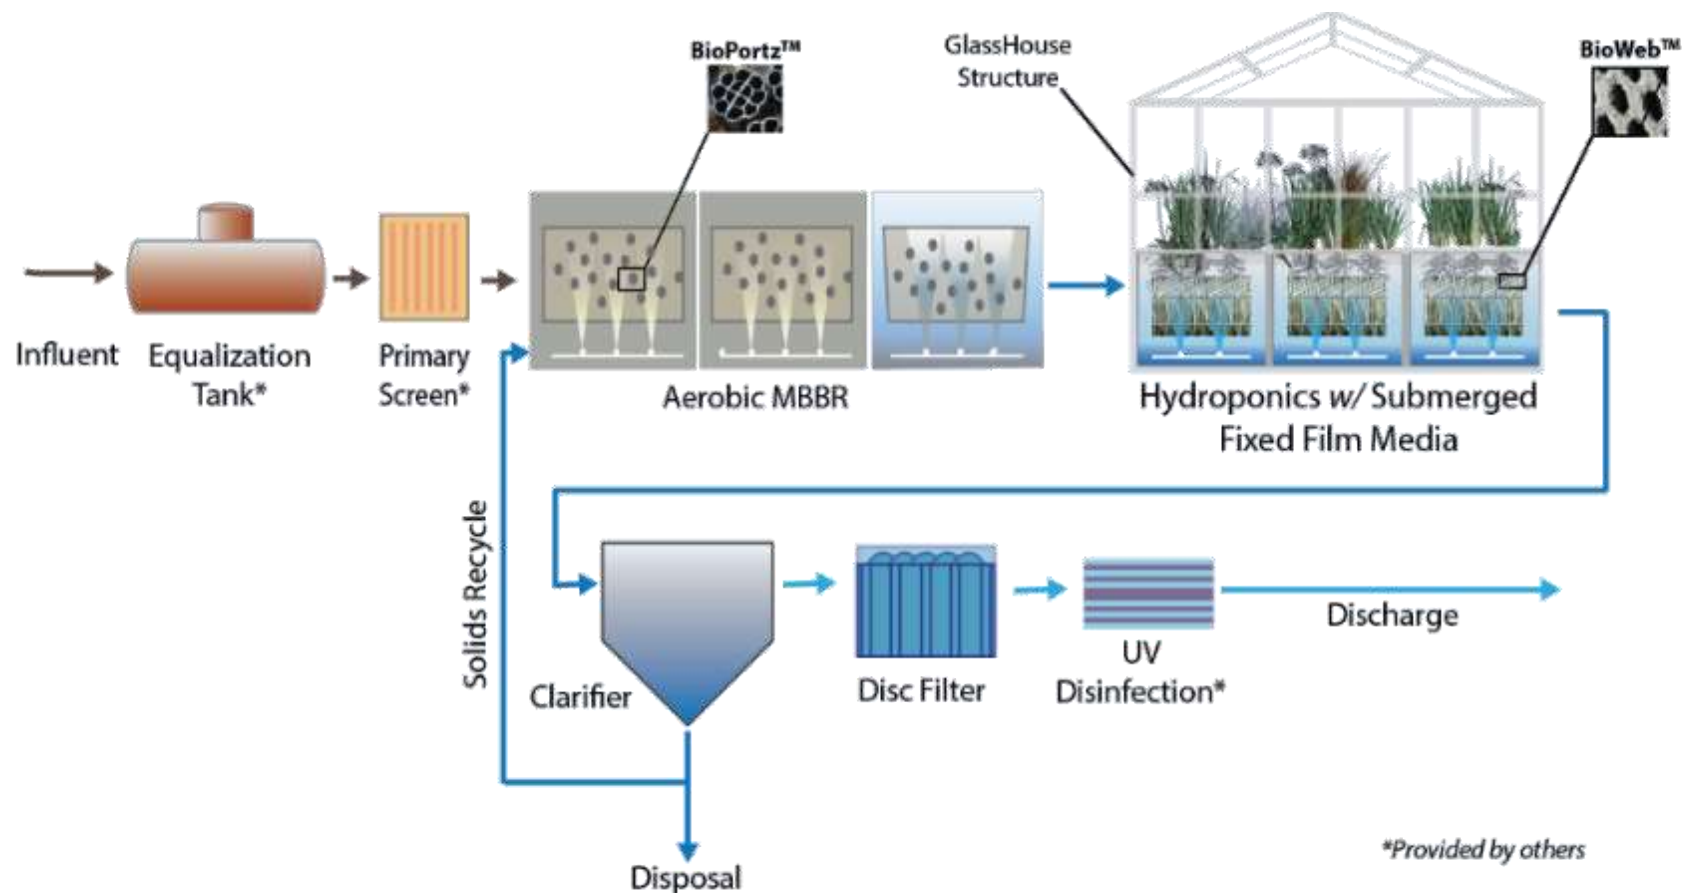 BioPortz™
GlassHouse
Structure
BioWeb™
Influent
Equalization
Tank*
Primary
Screen*
Aerobic MBBR
Hydroponics w/ Submerged
Fixed Film Media
Solids Recycle
Clarifier
Disc Filter
UV
Disinfection*
Discharge
Disposal
*Provided by others